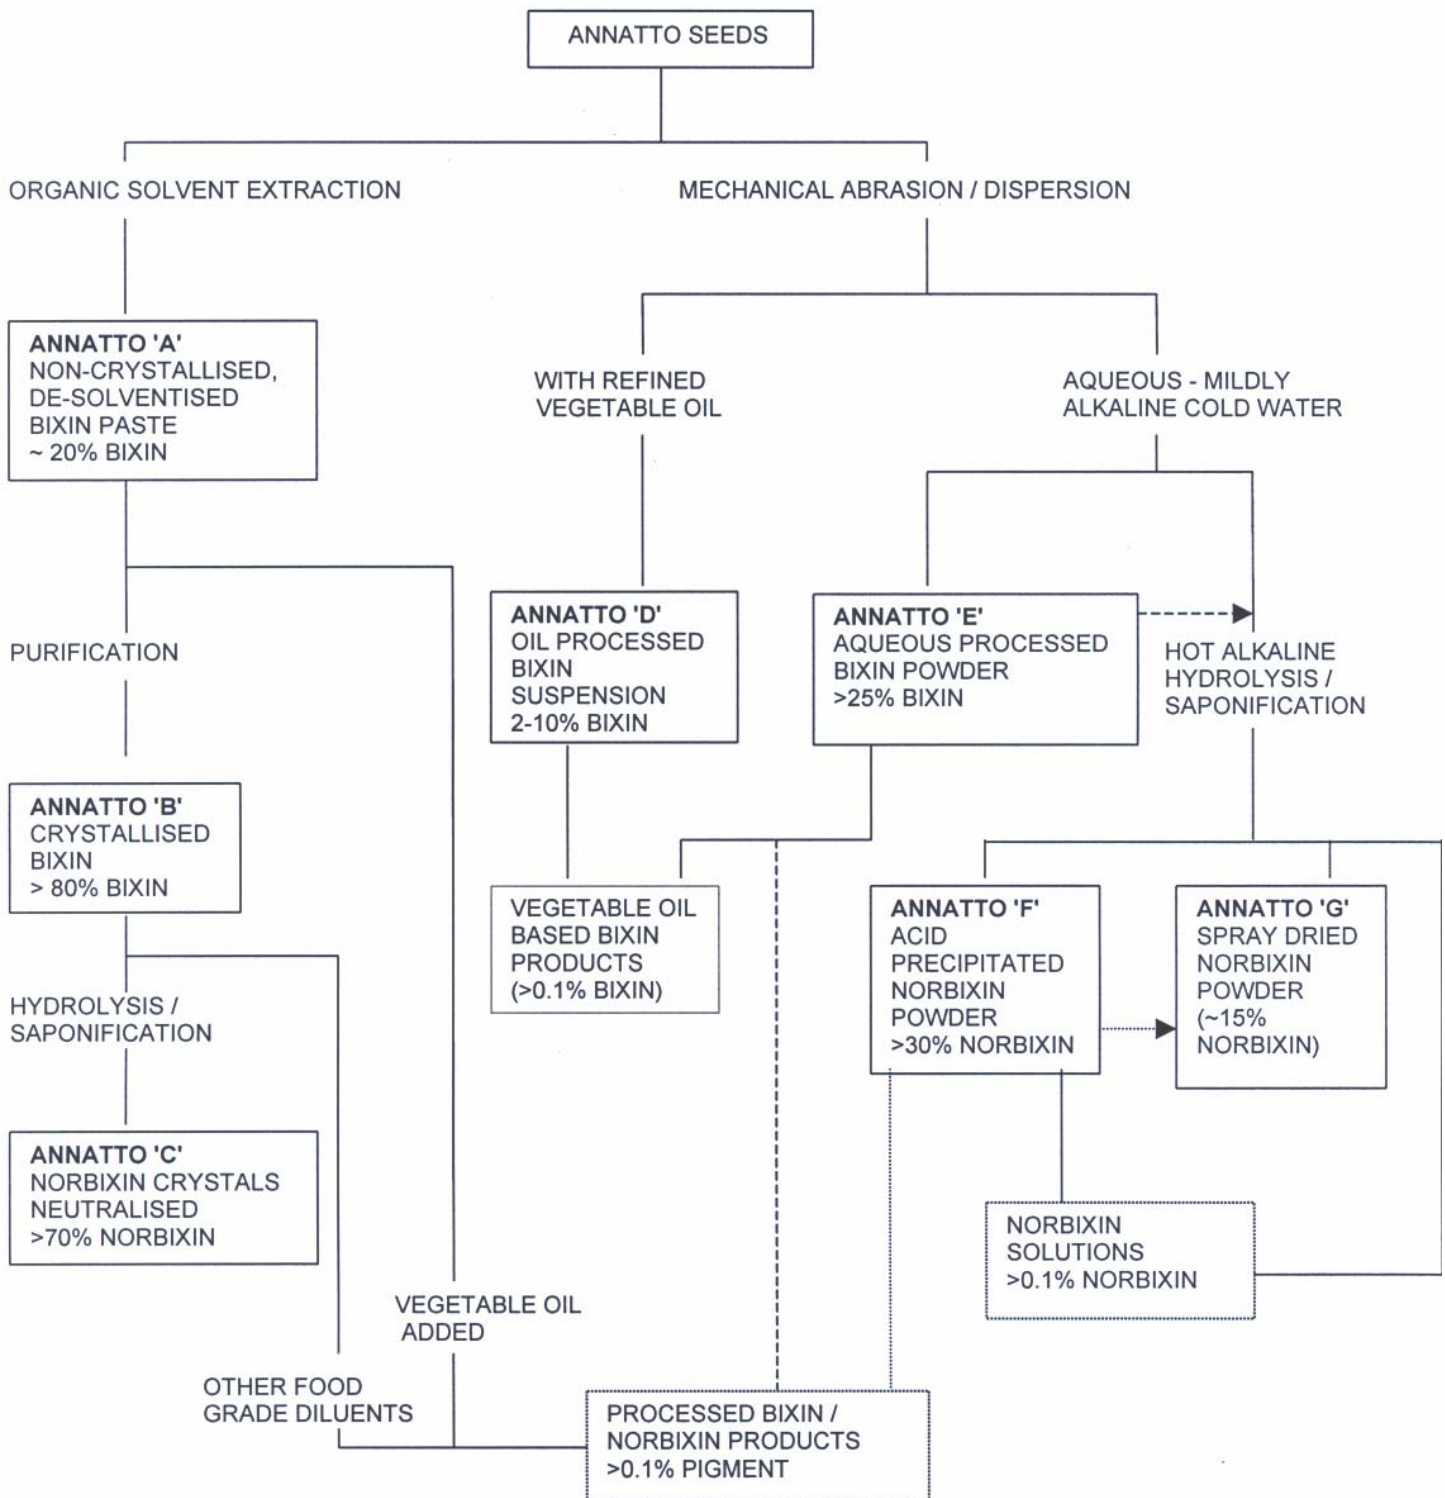 ANNATTO SEEDS
ORGANIC SOLVENT EXTRACTION
MECHANICAL ABRASION / DISPERSION
ANNATTO 'A'
NON-CRYSTALLISED,
DE-SOLVENTISED
BIXIN PASTE
~ 20% BIXIN
WITH REFINED
VEGETABLE OIL
AQUEOUS - MILDLY
ALKALINE COLD WATER
PURIFICATION
ANNATTO 'D'
OIL PROCESSED
BIXIN
SUSPENSION
2-10% BIXIN
ANNATTO 'E'
AQUEOUS PROCESSED
BIXIN POWDER
>25% BIXIN
HOT ALKALINE
HYDROLYSIS /
SAPONIFICATION
ANNATTO 'B'
CRYSTALLISED
BIXIN
> 80% BIXIN
VEGETABLE OIL
BASED BIXIN
PRODUCTS
(>0.1% BIXIN)
ANNATTO 'F'
ACID
PRECIPITATED
NORBIXIN
POWDER
>30% NORBIXIN
ANNATTO 'G'
SPRAY DRIED
NORBIXIN
POWDER
(~15%
NORBIXIN)
HYDROLYSIS /
SAPONIFICATION
ANNATTO 'C'
NORBIXIN CRYSTALS
NEUTRALISED
>70% NORBIXIN
NORBIXIN
SOLUTIONS
>0.1% NORBIXIN
VEGETABLE OIL
ADDED
OTHER FOOD
GRADE DILUENTS
PROCESSED BIXIN /
NORBIXIN PRODUCTS
>0.1% PIGMENT